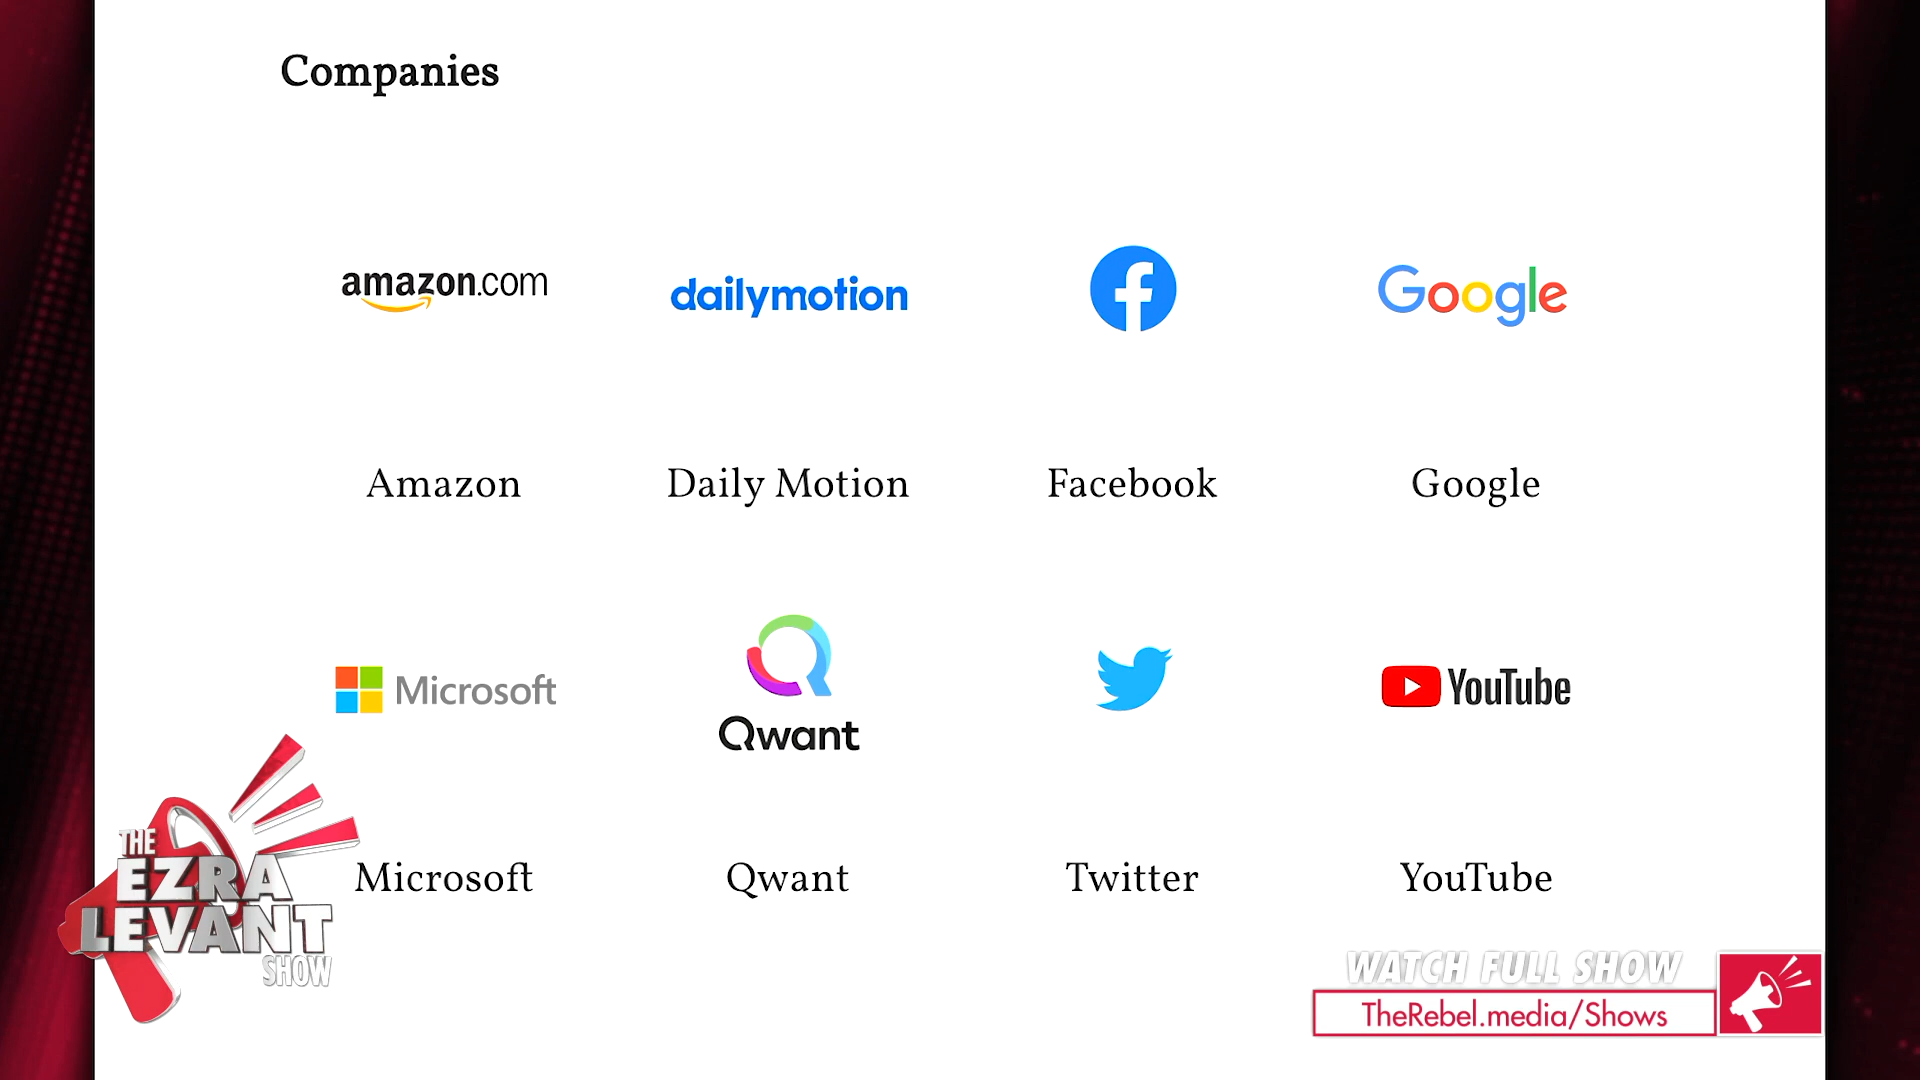 Companies
amazon.com
dailymotion
Google
Amazon
Daily Motion
Facebook
Google
Microsoft
Qwant
YouTube
Microsoft
Qwant
Twitter
YouTube
THE
EZRA
LEVANT
SHOW
WATCH FULL SHOW
TheRebel.media/Shows